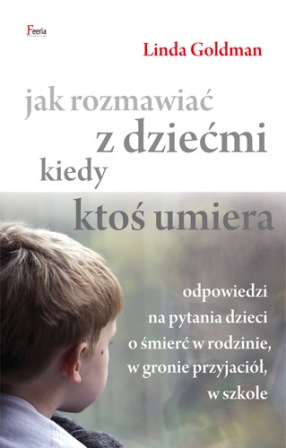 Feeria
Linda Goldman
jak rozmawiać
z dziećmi
kiedy
ktoś umiera
odpowiedzi
na pytania dzieci
o śmierć w rodzinie,
w gronie przyjaciół,
w szkole